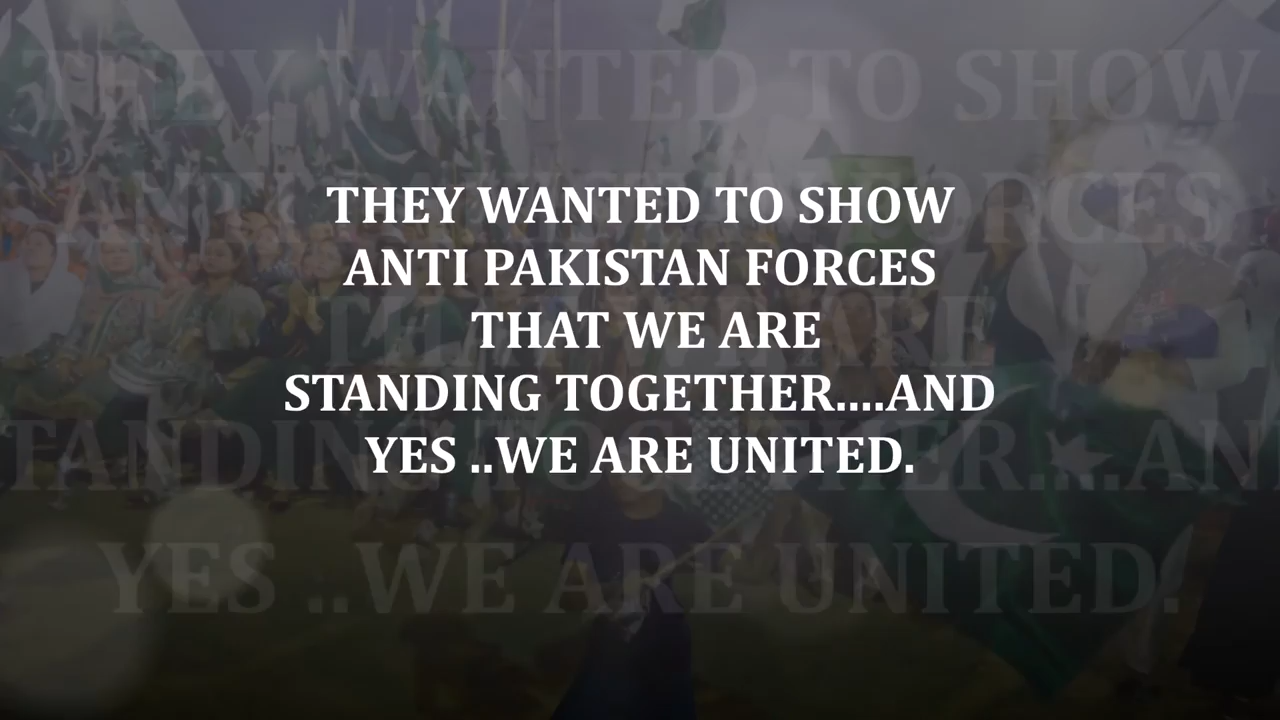 THEY WANTED TO SHOW
ANTI PAKISTAN FORCES
THAT WE ARE
STANDING TOGETHER....AND
YES ..WE ARE UNITED.